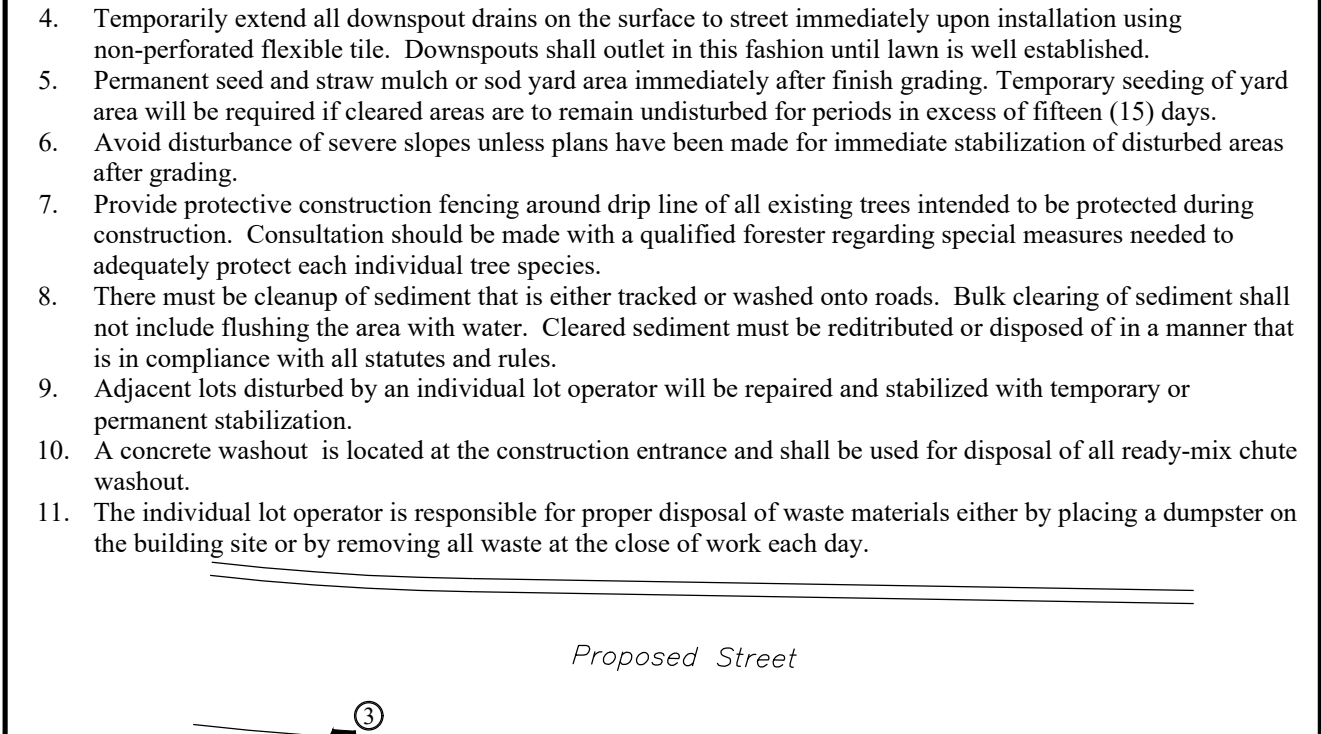 4. Temporarily extend all downspout drains on the surface to street immediately upon installation using
non-perforated flexible tile. Downspouts shall outlet in this fashion until lawn is well established.
5. Permanent seed and straw mulch or sod yard area immediately after finish grading. Temporary seeding of yard
area will be required if cleared areas are to remain undisturbed for periods in excess of fifteen (15) days.
6. Avoid disturbance of severe slopes unless plans have been made for immediate stabilization of disturbed areas
after grading.
7. Provide protective construction fencing around drip line of all existing trees intended to be protected during
construction. Consultation should be made with a qualified forester regarding special measures needed to
adequately protect each individual tree species.
8. There must be cleanup of sediment that is either tracked or washed onto roads. Bulk clearing of sediment shall
not include flushing the area with water. Cleared sediment must be reditributed or disposed of in a manner that
is in compliance with all statutes and rules.
9. Adjacent lots disturbed by an individual lot operator will be repaired and stabilized with temporary or
permanent stabilization.
10. A concrete washout is located at the construction entrance and shall be used for disposal of all ready-mix chute
washout.
11. The individual lot operator is responsible for proper disposal of waste materials either by placing a dumpster on
the building site or by removing all waste at the close of work each day.
Proposed Street
3